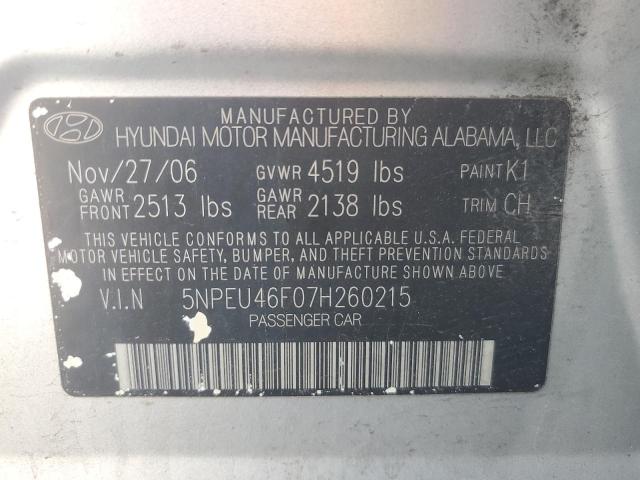 MANUFACTURED BY
HYUNDAI MOTOR MANUFACTURING ALABAMA, LLC
Nov/27/06 GVWR 4519 lbs PAINT K1
GAWR FRONT 2513 lbs GAWR REAR 2138 lbs TRIM CH
THIS VEHICLE CONFORMS TO ALL APPLICABLE U.S.A. FEDERAL
MOTOR VEHICLE SAFETY, BUMPER, AND THEFT PREVENTION STANDARDS
IN EFFECT ON THE DATE OF MANUFACTURE SHOWN ABOVE.
V.I.N 5NPEU46F07H260215
PASSENGER CAR